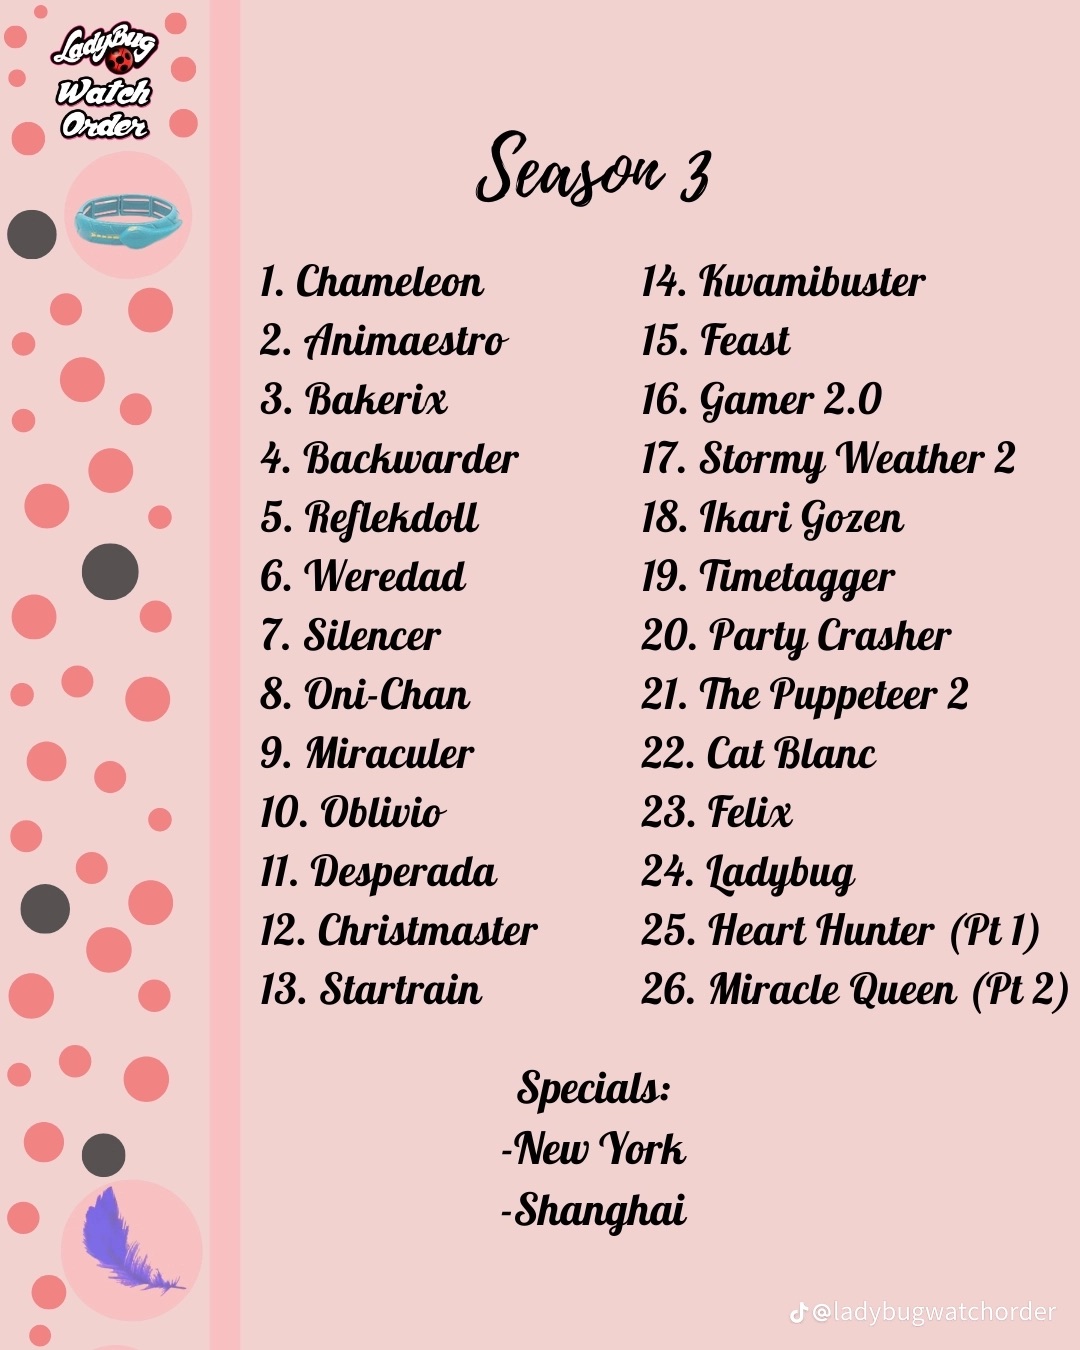 LadyBug
Watch
Order
Season 3
1. Chameleon
2. Animaestro
3. Bakerix
4. Backwarder
5. Reflekdoll
6. Weredad
7. Silencer
8. Oni-Chan
9. Miraculer
10. Oblivio
11. Desperada
12. Christmaster
13. Startrain
14. Kwamibuster
15. Feast
16. Gamer 2.0
17. Stormy Weather 2
18. Ikari Gozen
19. Timetagger
20. Party Crasher
21. The Puppeteer 2
22. Cat Blanc
23. Felix
24. Ladybug
25. Heart Hunter (Pt 1)
26. Miracle Queen (Pt 2)
Specials:
-New York
-Shanghai
@ladybugwatchorder